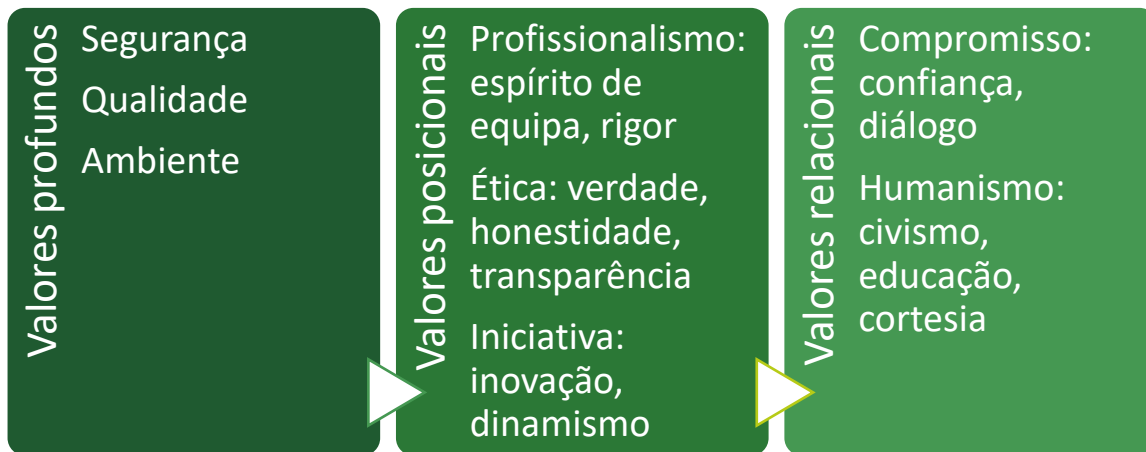 Valores profundos
Segurança
Qualidade
Ambiente
Valores posicionais
Profissionalismo:
espírito de
equipa, rigor
Ética: verdade,
honestidade,
transparência
Iniciativa:
inovação,
dinamismo
Valores relacionais
Compromisso:
confiança,
diálogo
Humanismo:
civismo,
educação,
cortesia